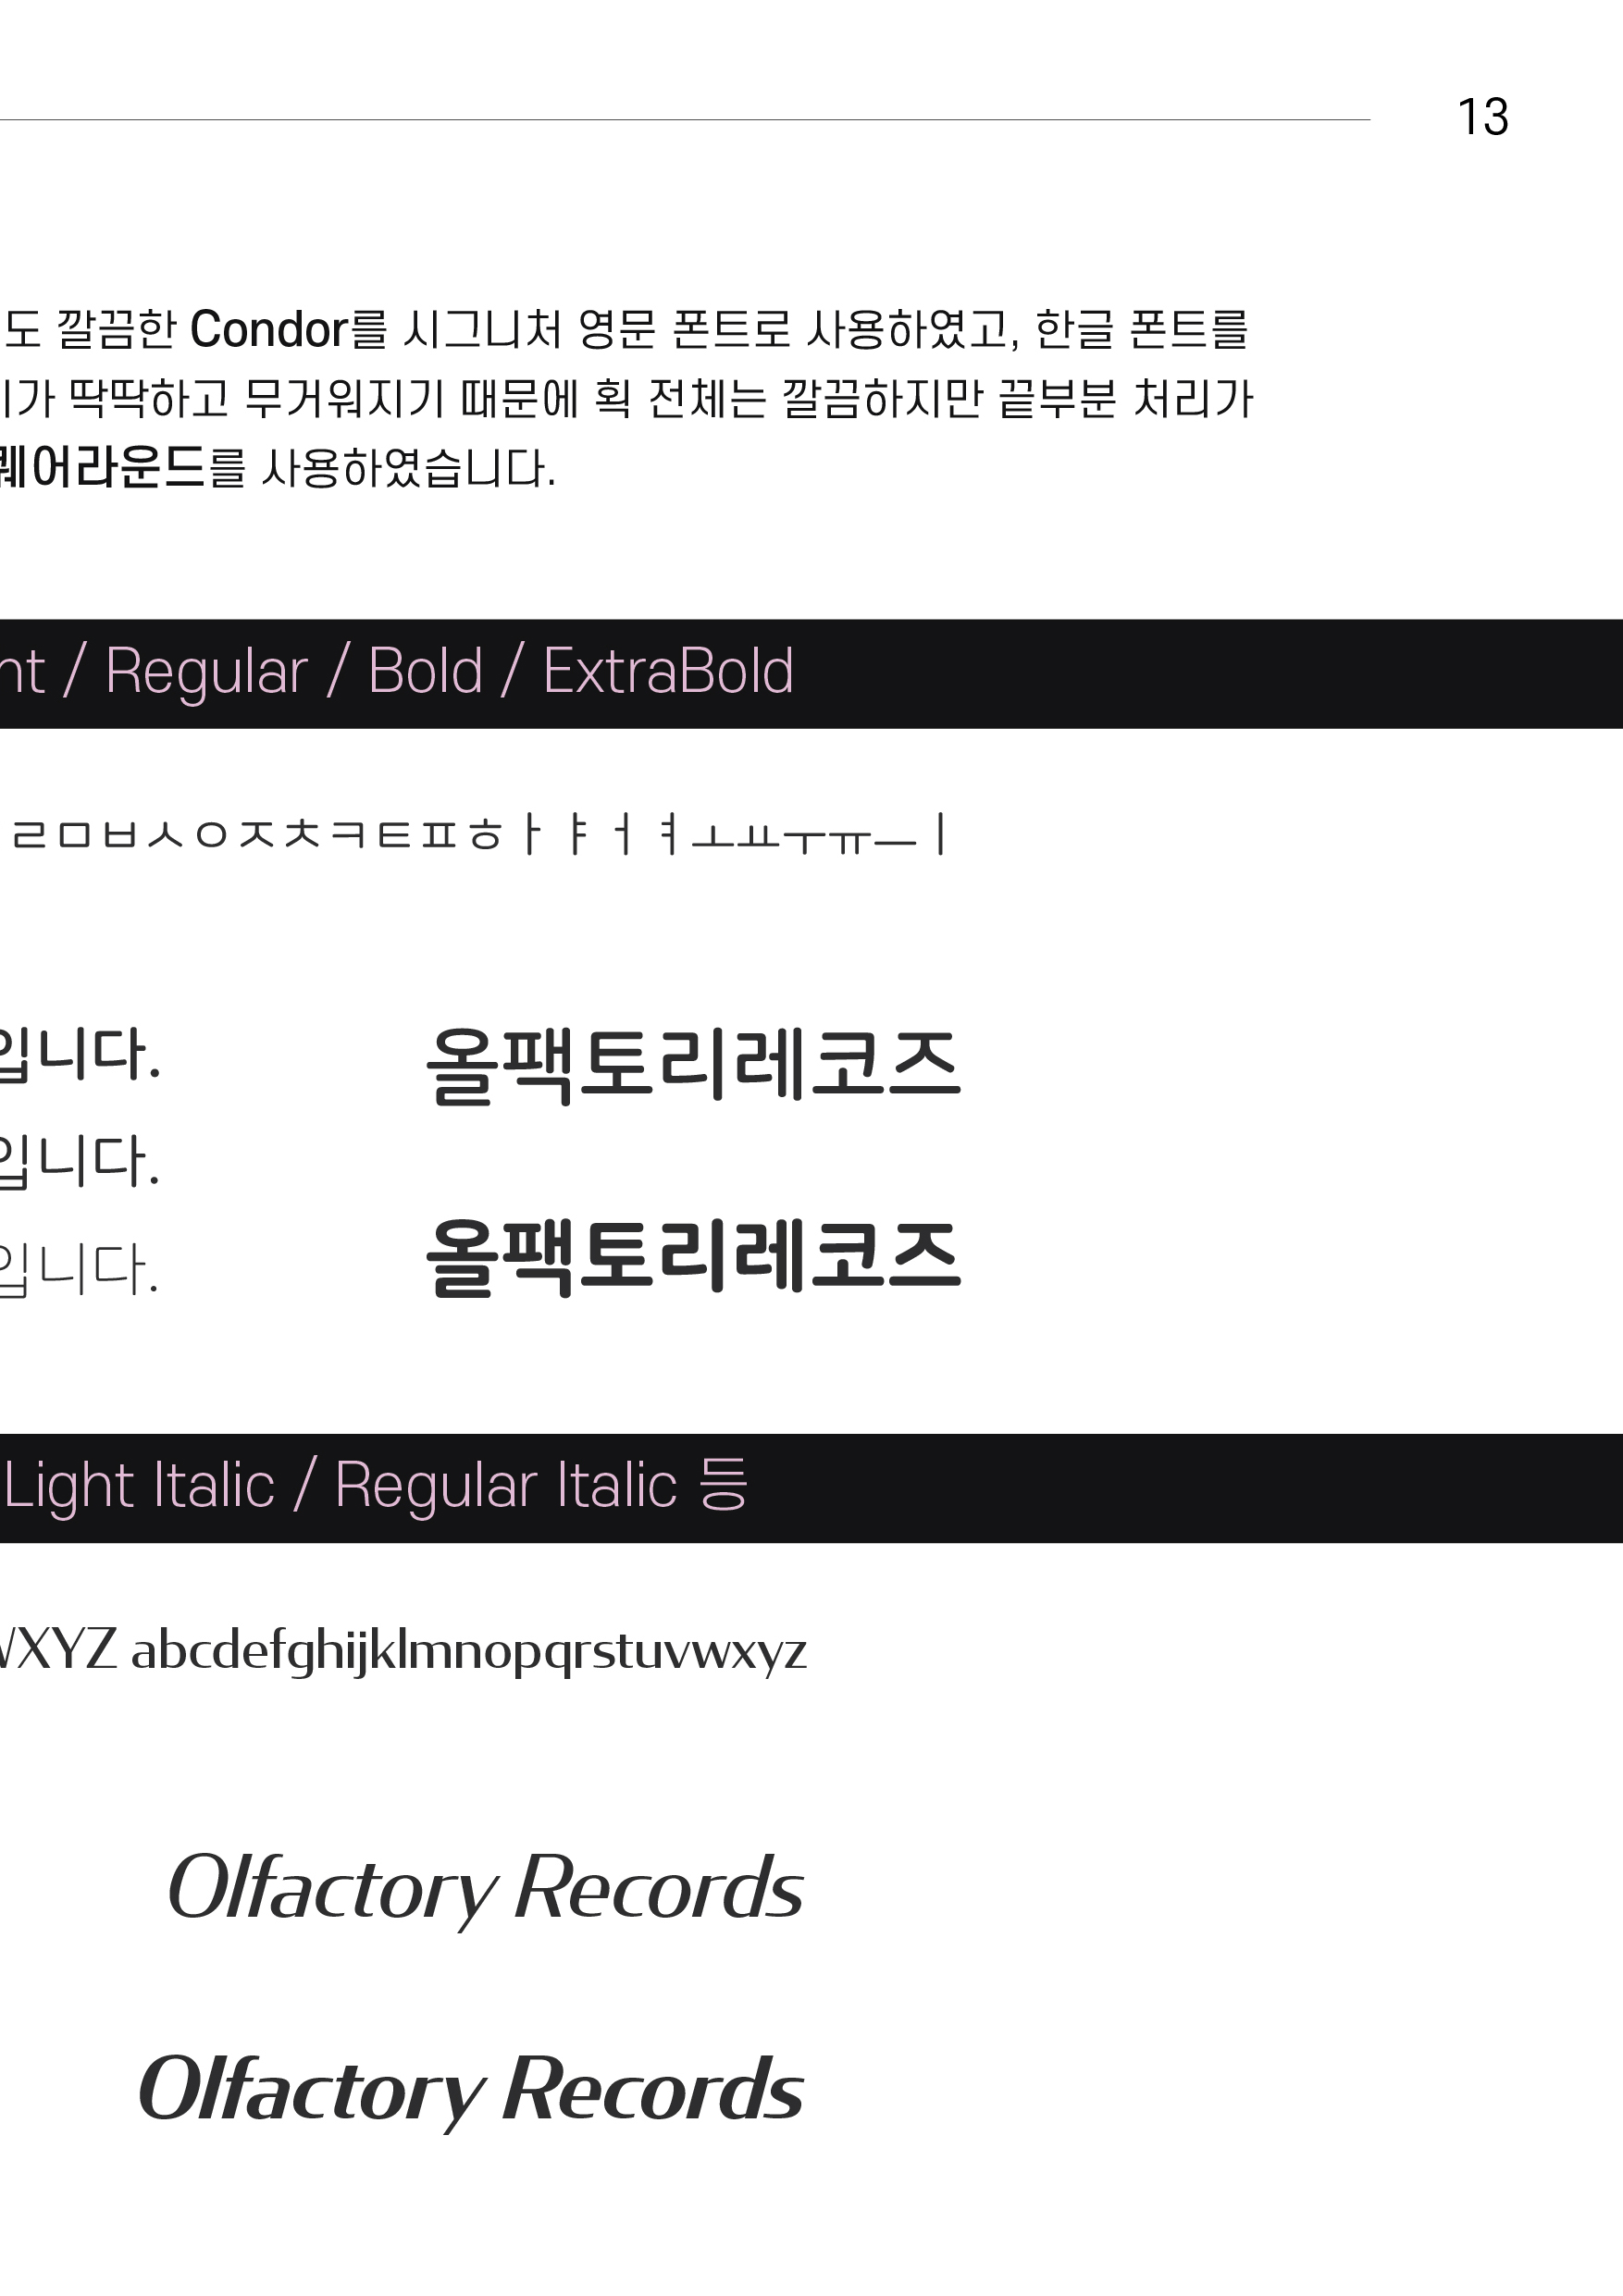 13
도 깔끔한 Condor를 시그니처 영문 폰트로 사용하였고, 한글 폰트를
가 딱딱하고 무거워지기 때문에 획 전체는 깔끔하지만 끝부분 처리가
어라운드를 사용하였습니다.
/ Regular / Bold / ExtraBold
ㄹㅁㅂㅅㅇㅈㅊㅋㅌㅍㅎㅏㅑㅓㅕㅗㅛㅜㅠㅡㅣ
입니다.
올팩토리레코즈
입니다.
입니다.
올팩토리레코즈
Light Italic / Regular Italic 등
XYZ abcdefghijklmnopqrstuvwxyz
Olfactory Records
Olfactory Records